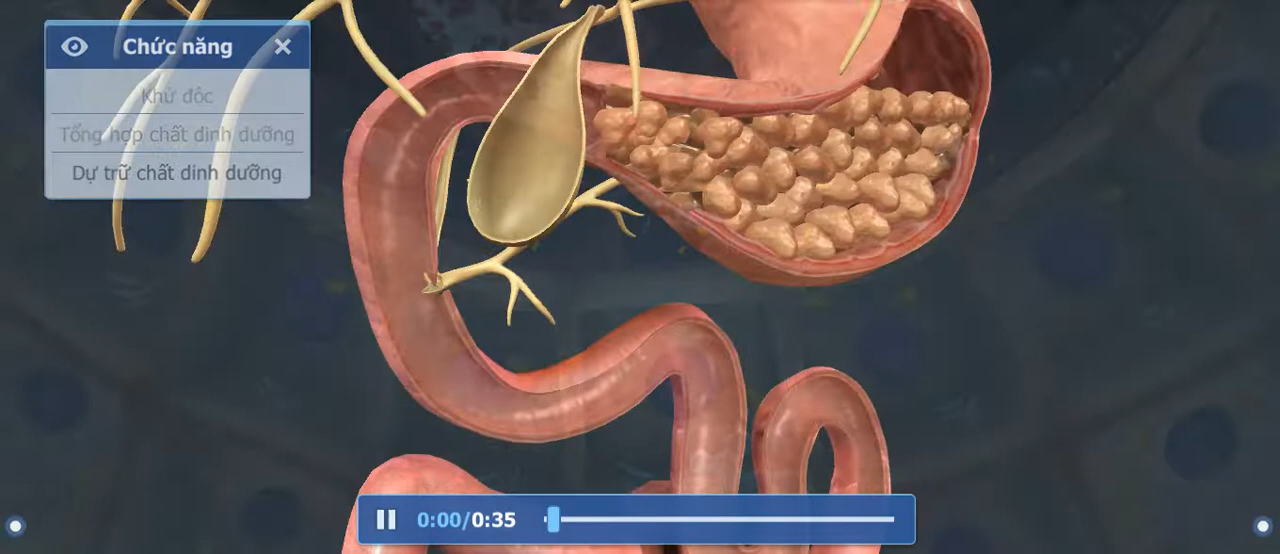 Chức năng
Khử độc
Tổng hợp chất dinh dưỡng
Dự trữ chất dinh dưỡng
0:00/0:35